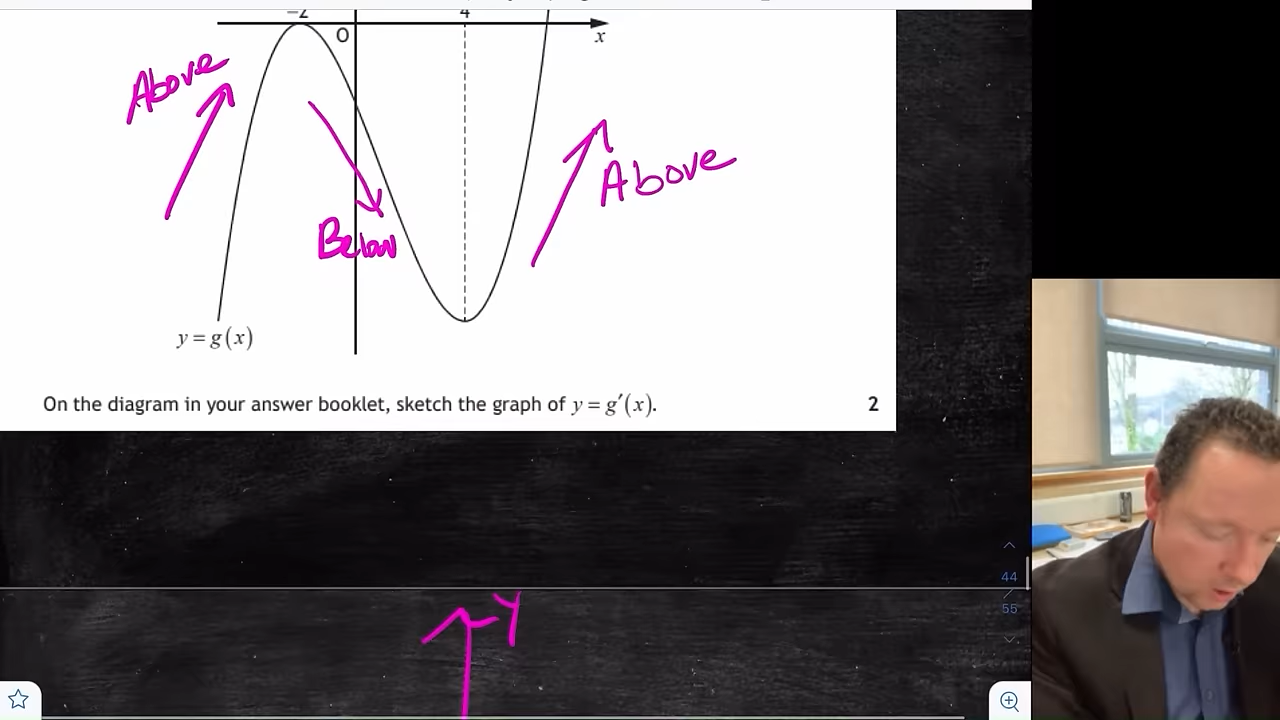 -2
4
O
x
Above
Above
Below
y = g(x)
On the diagram in your answer booklet, sketch the graph of y = g′(x). 2
44
/
55
Y